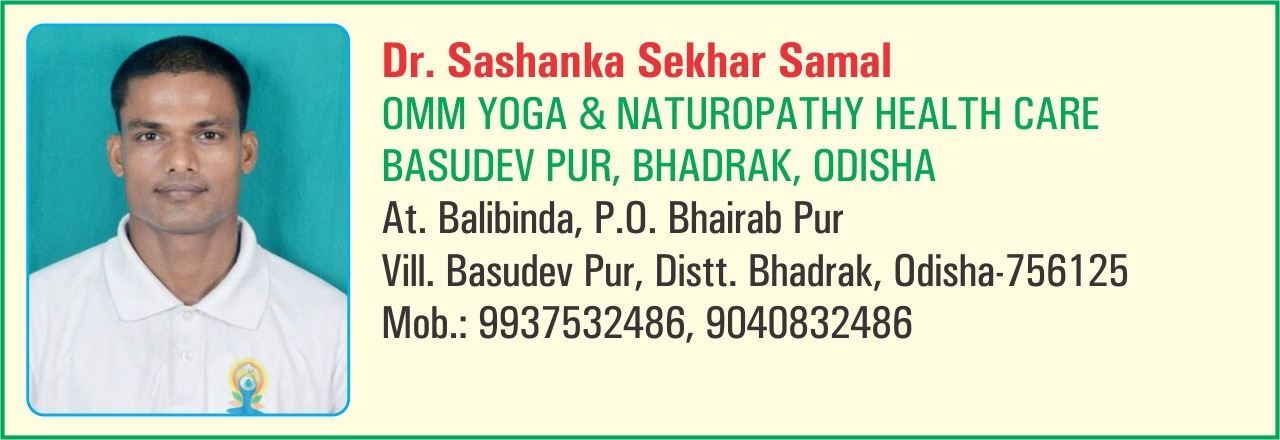 Dr. Sashanka Sekhar Samal
OMM YOGA & NATUROPATHY HEALTH CARE
BASUDEV PUR, BHADRAK, ODISHA
At. Balibinda, P.O. Bhairab Pur
Vill. Basudev Pur, Distt. Bhadrak, Odisha-756125
Mob.: 9937532486, 9040832486